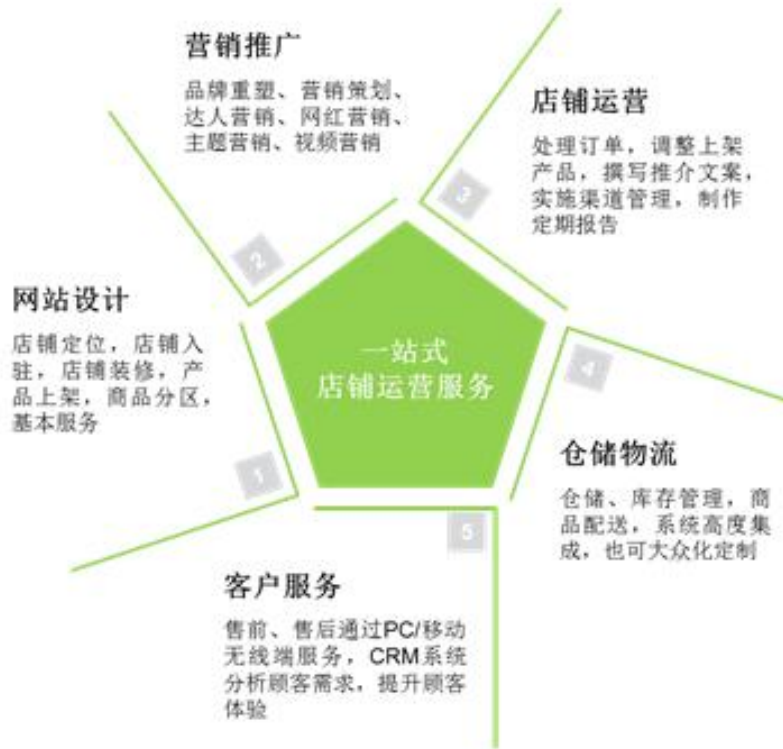 营销推广
品牌重塑、营销策划、
达人营销、网红营销、
主题营销、视频营销
2
店铺运营
处理订单，调整上架
产品，撰写推介文案，
实施渠道管理，制作
定期报告
3
网站设计
店铺定位，店铺入
驻，店铺装修，产
品上架，商品分区，
基本服务
1
一站式
店铺运营服务
4
仓储物流
仓储、库存管理，商
品配送，系统高度集
成，也可大众化定制
5
客户服务
售前、售后通过PC/移动
无线端服务，CRM系统
分析顾客需求，提升顾客
体验